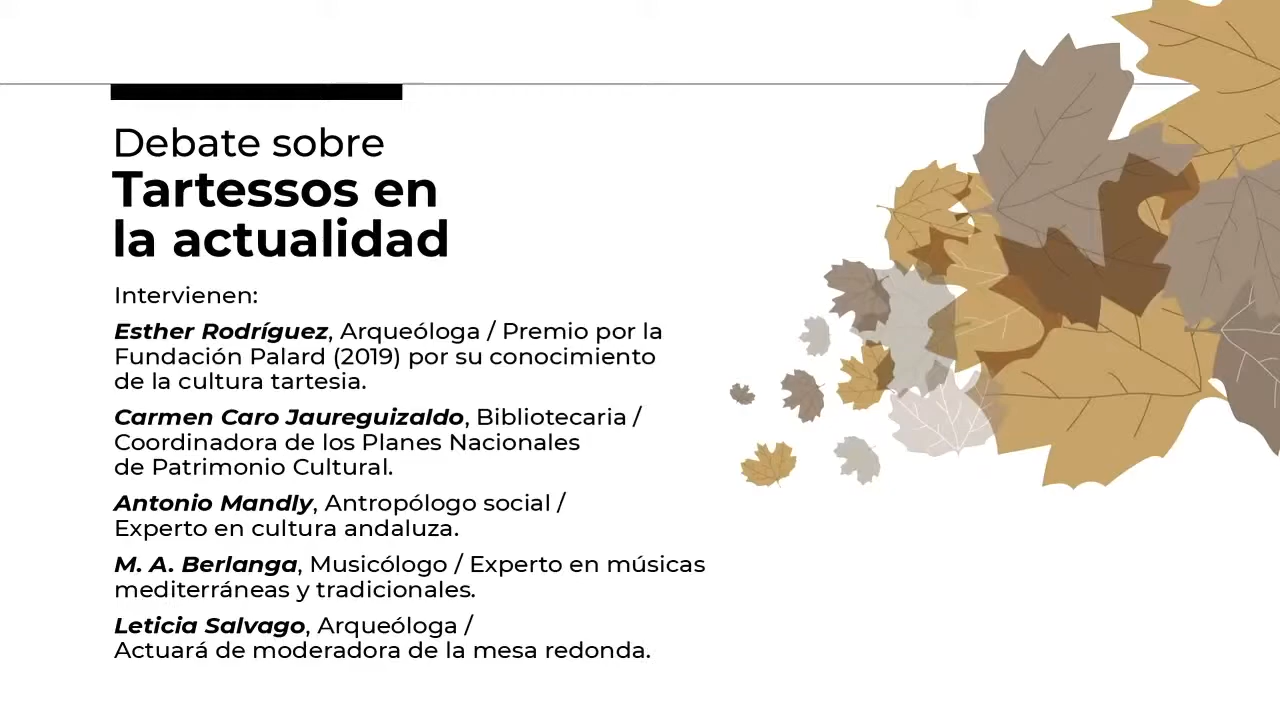 Debate sobre
Tartessos en
la actualidad
Intervienen:
Esther Rodríguez, Arqueóloga / Premio por la
Fundación Palard (2019) por su conocimiento
de la cultura tartesia.
Carmen Caro Jaureguizaldo, Bibliotecaria /
Coordinadora de los Planes Nacionales
de Patrimonio Cultural.
Antonio Mandly, Antropólogo social /
Experto en cultura andaluza.
M. A. Berlanga, Musicólogo / Experto en músicas
mediterráneas y tradicionales.
Leticia Salvago, Arqueóloga /
Actuará de moderadora de la mesa redonda.